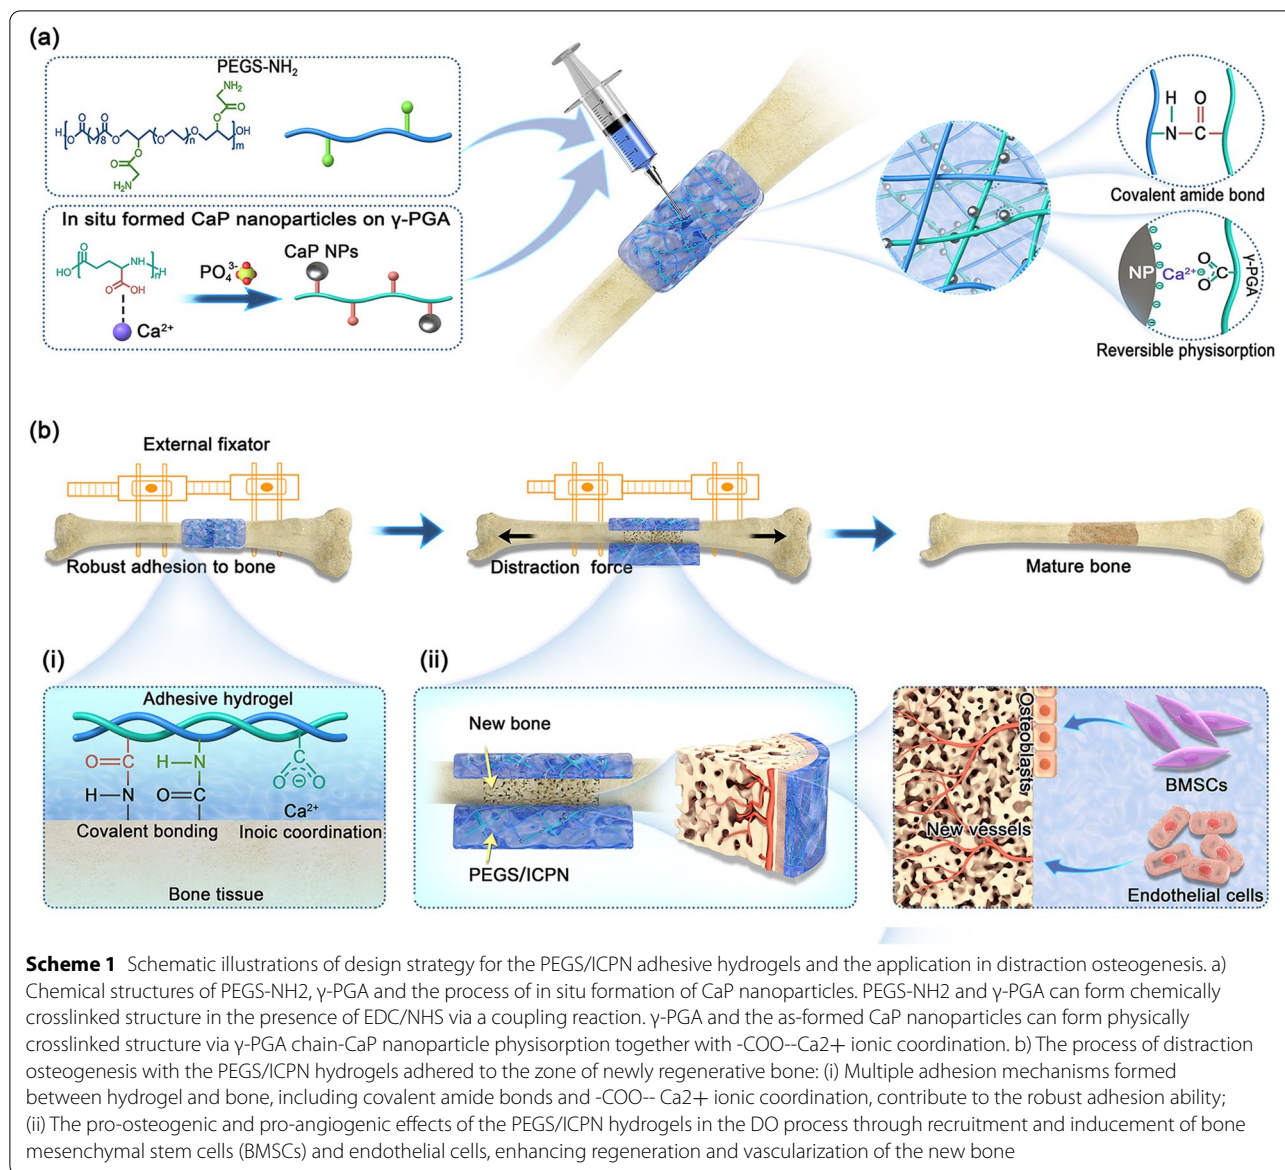 (a)
PEGS-NH2
NH2
O
O
O
O
H[O
8
O
O
O]OH
n
m
O
O
H2N
In situ formed CaP nanoparticles on γ-PGA
O
HO
NH]H
n
O
OH
PO4 3-
CaP NPs
Ca2+
H
O
N
C
Covalent amide bond
NP
Ca2+
O
C
O
γ-PGA
Reversible physisorption
(b)
External fixator
Robust adhesion to bone
Distraction force
Mature bone
(i)
Adhesive hydrogel
O=C
H–N
C
H–N
O=C
O
O
Ca2+
Covalent bonding
Inoic coordination
Bone tissue
(ii)
New bone
PEGS/ICPN
Osteoblasts
New vessels
BMSCs
Endothelial cells
Scheme 1 Schematic illustrations of design strategy for the PEGS/ICPN adhesive hydrogels and the application in distraction osteogenesis. a)
Chemical structures of PEGS-NH2, γ-PGA and the process of in situ formation of CaP nanoparticles. PEGS-NH2 and γ-PGA can form chemically
crosslinked structure in the presence of EDC/NHS via a coupling reaction. γ-PGA and the as-formed CaP nanoparticles can form physically
crosslinked structure via γ-PGA chain-CaP nanoparticle physisorption together with -COO--Ca2+ ionic coordination. b) The process of distraction
osteogenesis with the PEGS/ICPN hydrogels adhered to the zone of newly regenerative bone: (i) Multiple adhesion mechanisms formed
between hydrogel and bone, including covalent amide bonds and -COO-- Ca2+ ionic coordination, contribute to the robust adhesion ability;
(ii) The pro-osteogenic and pro-angiogenic effects of the PEGS/ICPN hydrogels in the DO process through recruitment and inducement of bone
mesenchymal stem cells (BMSCs) and endothelial cells, enhancing regeneration and vascularization of the new bone